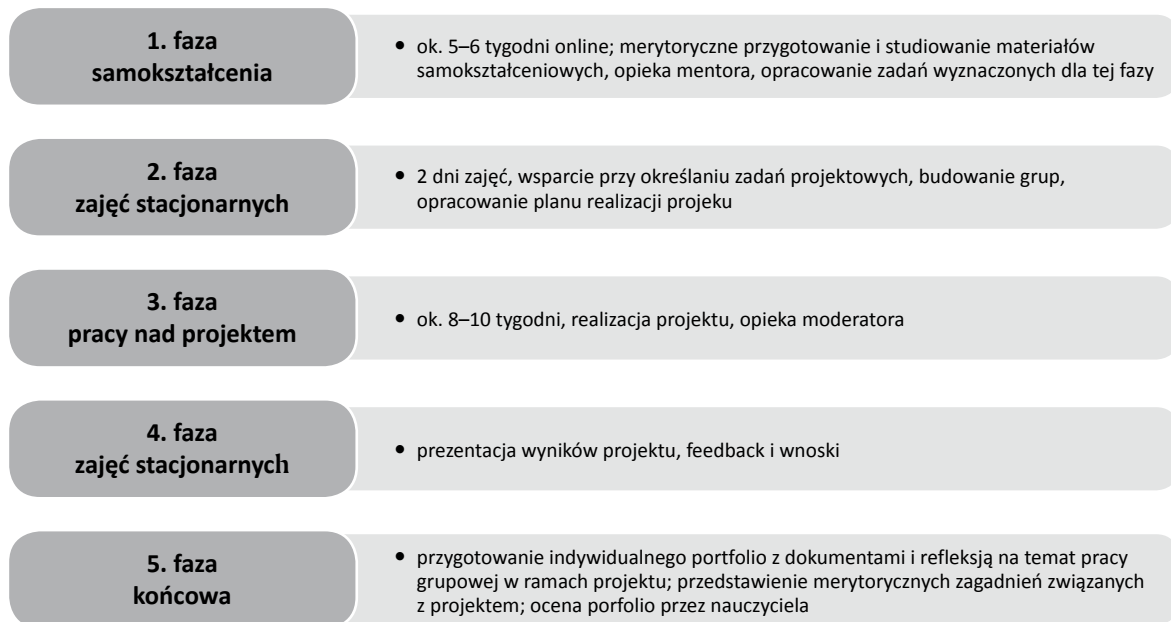 1. faza
samokształcenia
• ok. 5–6 tygodni online; merytoryczne przygotowanie i studiowanie materiałów
samokształceniowych, opieka mentora, opracowanie zadań wyznaczonych dla tej fazy
2. faza
zajęć stacjonarnych
• 2 dni zajęć, wsparcie przy określaniu zadań projektowych, budowanie grup,
opracowanie planu realizacji projeku
3. faza
pracy nad projektem
• ok. 8–10 tygodni, realizacja projektu, opieka moderatora
4. faza
zajęć stacjonarnych
• prezentacja wyników projektu, feedback i wnoski
5. faza
końcowa
• przygotowanie indywidualnego portfolio z dokumentami i refleksją na temat pracy
grupowej w ramach projektu; przedstawienie merytorycznych zagadnień związanych
z projektem; ocena porfolio przez nauczyciela